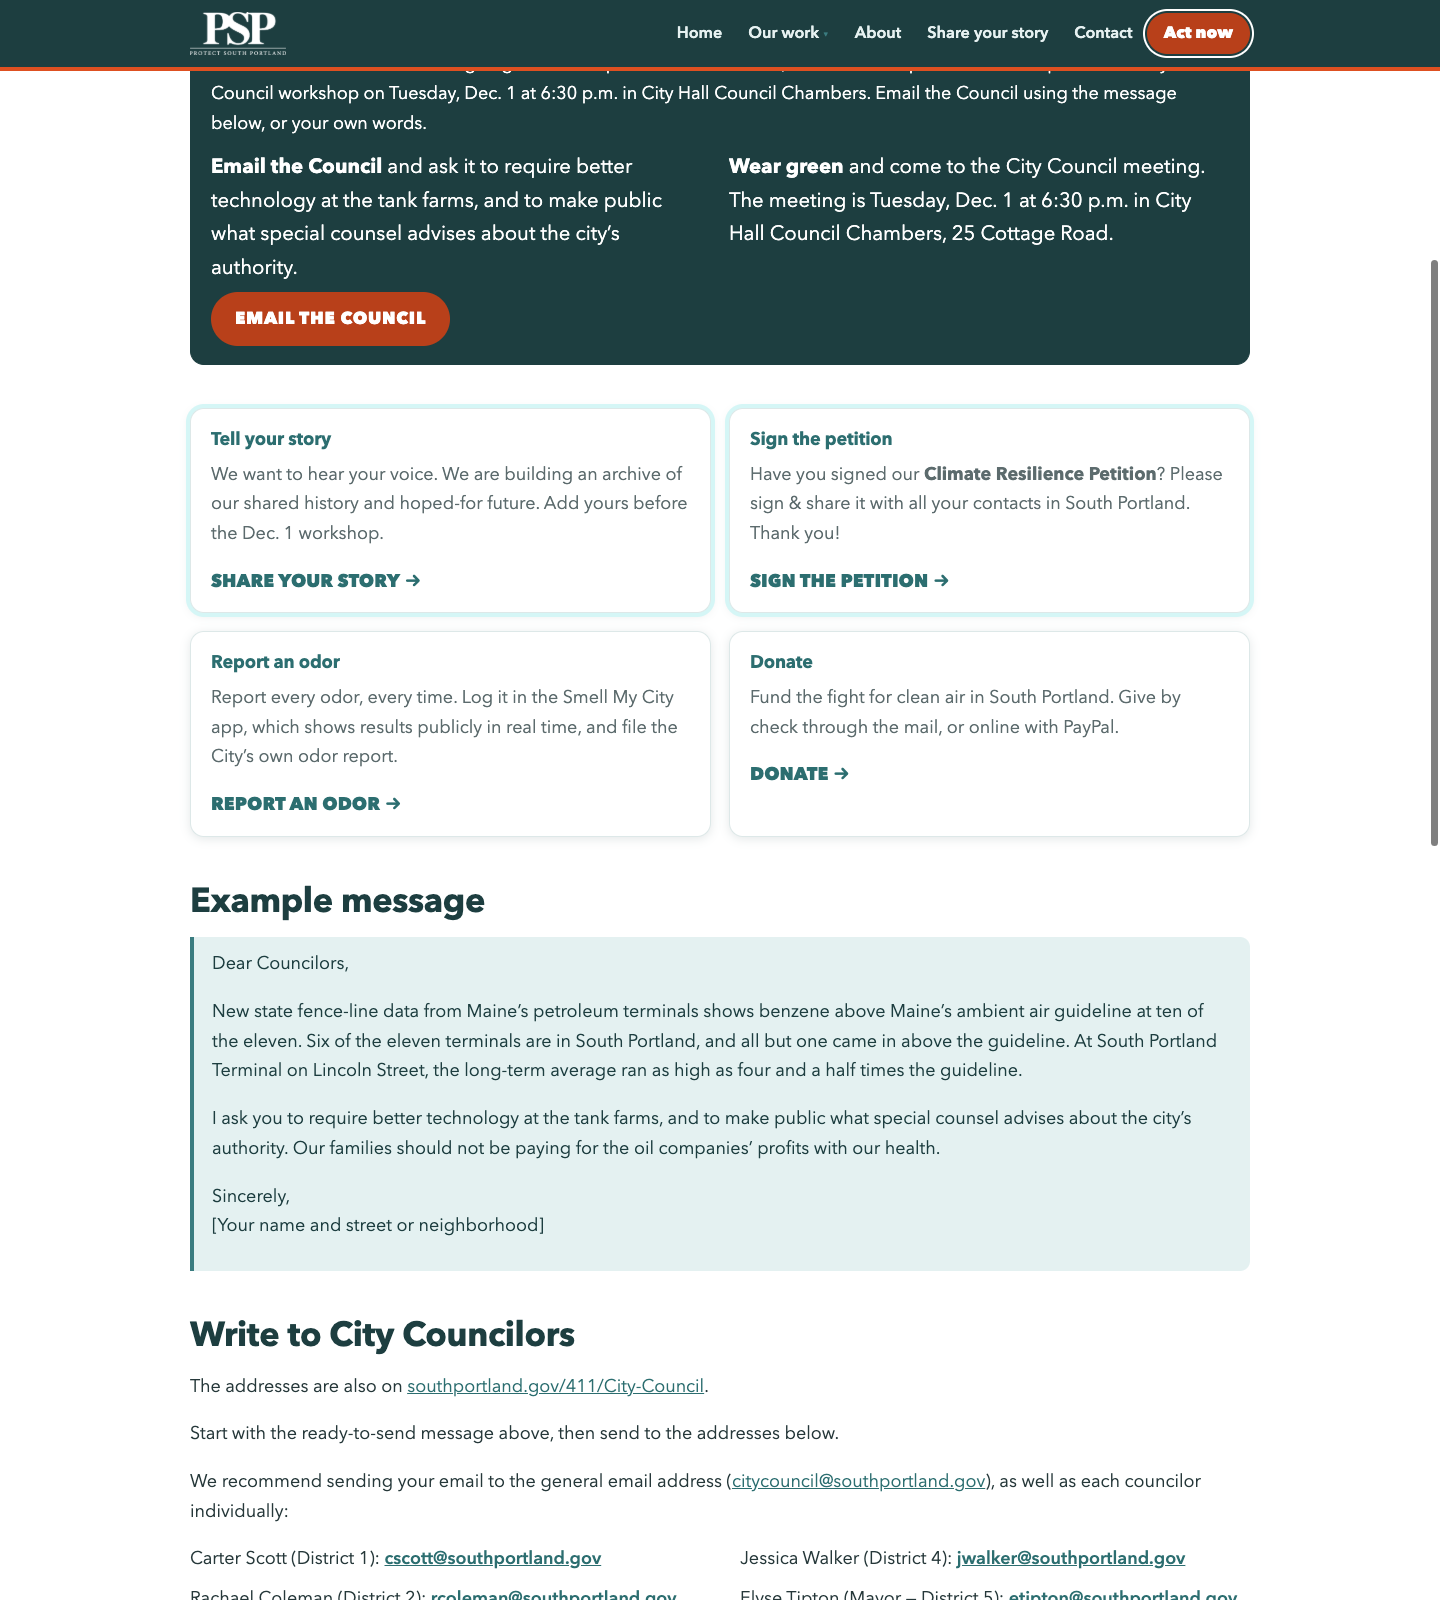 PSP
PROTECT SOUTH PORTLAND
Home
Our work
About
Share your story
Contact
Act now
Council workshop on Tuesday, Dec. 1 at 6:30 p.m. in City Hall Council Chambers. Email the Council using the message
below, or your own words.
Email the Council and ask it to require better
technology at the tank farms, and to make public
what special counsel advises about the city’s
authority.
EMAIL THE COUNCIL
Wear green and come to the City Council meeting.
The meeting is Tuesday, Dec. 1 at 6:30 p.m. in City
Hall Council Chambers, 25 Cottage Road.
Tell your story
We want to hear your voice. We are building an archive of
our shared history and hoped-for future. Add yours before
the Dec. 1 workshop.
SHARE YOUR STORY →
Sign the petition
Have you signed our Climate Resilience Petition? Please
sign & share it with all your contacts in South Portland.
Thank you!
SIGN THE PETITION →
Report an odor
Report every odor, every time. Log it in the Smell My City
app, which shows results publicly in real time, and file the
City’s own odor report.
REPORT AN ODOR →
Donate
Fund the fight for clean air in South Portland. Give by
check through the mail, or online with PayPal.
DONATE →
Example message
Dear Councilors,
New state fence-line data from Maine’s petroleum terminals shows benzene above Maine’s ambient air guideline at ten of
the eleven. Six of the eleven terminals are in South Portland, and all but one came in above the guideline. At South Portland
Terminal on Lincoln Street, the long-term average ran as high as four and a half times the guideline.
I ask you to require better technology at the tank farms, and to make public what special counsel advises about the city’s
authority. Our families should not be paying for the oil companies’ profits with our health.
Sincerely,
[Your name and street or neighborhood]
Write to City Councilors
The addresses are also on southportland.gov/411/City-Council.
Start with the ready-to-send message above, then send to the addresses below.
We recommend sending your email to the general email address (citycouncil@southportland.gov), as well as each councilor
individually:
Carter Scott (District 1): cscott@southportland.gov
Jessica Walker (District 4): jwalker@southportland.gov
Rachael Coleman (District 2): rcoleman@southportland.gov
Elyse Tipton (Mayor – District 5): etipton@southportland.gov